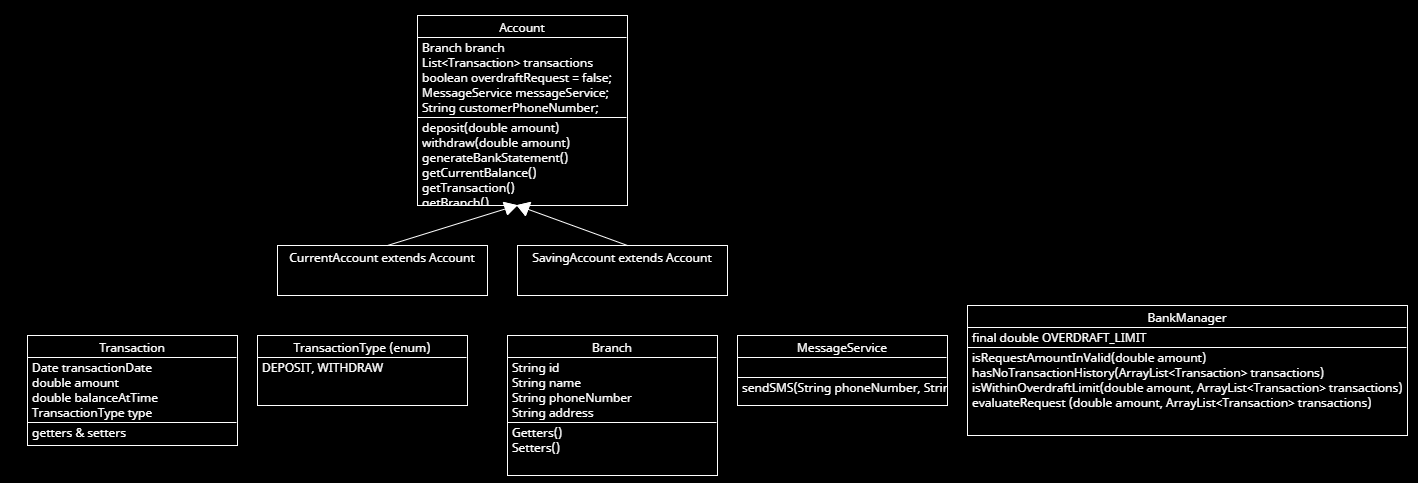 Account
Branch branch
List<Transaction> transactions
boolean overdraftRequest = false;
MessageService messageService;
String customerPhoneNumber;
deposit(double amount)
withdraw(double amount)
generateBankStatement()
getCurrentBalance()
getTransaction()
getBranch()
CurrentAccount extends Account
SavingAccount extends Account
Transaction
Date transactionDate
double amount
double balanceAtTime
TransactionType type
getters & setters
TransactionType (enum)
DEPOSIT, WITHDRAW
Branch
String id
String name
String phoneNumber
String address
Getters()
Setters()
MessageService
sendSMS(String phoneNumber, Strin
BankManager
final double OVERDRAFT_LIMIT
isRequestAmountInValid(double amount)
hasNoTransactionHistory(ArrayList<Transaction> transactions)
isWithinOverdraftLimit(double amount, ArrayList<Transaction> transactions)
evaluateRequest (double amount, ArrayList<Transaction> transactions)